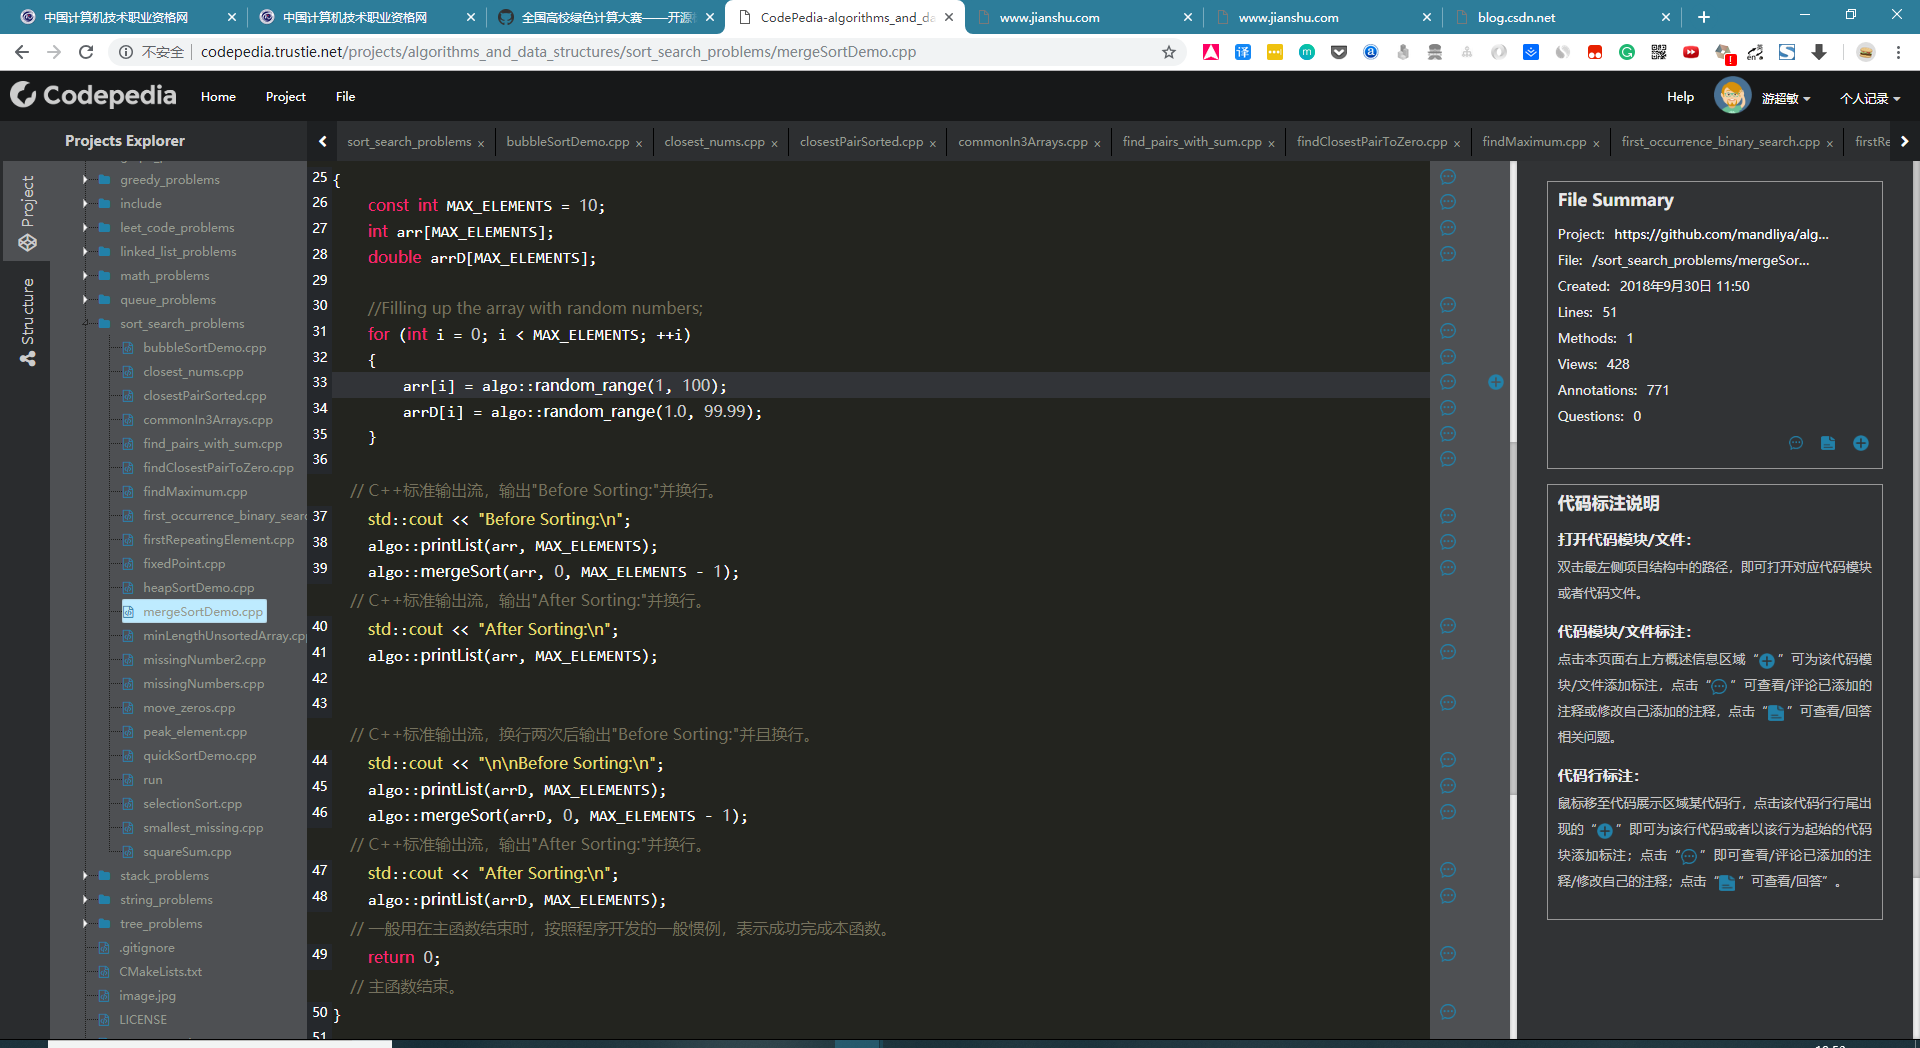 中国计算机技术职业资格网
中国计算机技术职业资格网
全国高校绿色计算大赛——开源
CodePedia-algorithms_and_da
www.jianshu.com
www.jianshu.com
blog.csdn.net
不安全
codepedia.trustie.net/projects/algorithms_and_data_structures/sort_search_problems/mergeSortDemo.cpp
Codepedia
Home
Project
File
Help
游超敏
个人记录
Projects Explorer
sort_search_problems ×
bubbleSortDemo.cpp ×
closest_nums.cpp ×
closestPairSorted.cpp ×
commonIn3Arrays.cpp ×
find_pairs_with_sum.cpp ×
findClosestPairToZero.cpp ×
findMaximum.cpp ×
first_occurrence_binary_search.cpp ×
firstRe
Project
Structure
greedy_problems
include
leet_code_problems
linked_list_problems
math_problems
queue_problems
sort_search_problems
bubbleSortDemo.cpp
closest_nums.cpp
closestPairSorted.cpp
commonIn3Arrays.cpp
find_pairs_with_sum.cpp
findClosestPairToZero.cpp
findMaximum.cpp
first_occurrence_binary_searc
firstRepeatingElement.cpp
fixedPoint.cpp
heapSortDemo.cpp
mergeSortDemo.cpp
minLengthUnsortedArray.cpp
missingNumber2.cpp
missingNumbers.cpp
move_zeros.cpp
peak_element.cpp
quickSortDemo.cpp
run
selectionSort.cpp
smallest_missing.cpp
squareSum.cpp
stack_problems
string_problems
tree_problems
.gitignore
CMakeLists.txt
image.jpg
LICENSE
25 {
26 const int MAX_ELEMENTS = 10;
27 int arr[MAX_ELEMENTS];
28 double arrD[MAX_ELEMENTS];
29
30 //Filling up the array with random numbers;
31 for (int i = 0; i < MAX_ELEMENTS; ++i)
32 {
33 arr[i] = algo::random_range(1, 100);
34 arrD[i] = algo::random_range(1.0, 99.99);
35 }
36
// C++标准输出流，输出"Before Sorting:"并换行。
37 std::cout << "Before Sorting:\n";
38 algo::printList(arr, MAX_ELEMENTS);
39 algo::mergeSort(arr, 0, MAX_ELEMENTS - 1);
// C++标准输出流，输出"After Sorting:"并换行。
40 std::cout << "After Sorting:\n";
41 algo::printList(arr, MAX_ELEMENTS);
42
43
// C++标准输出流，换行两次后输出"Before Sorting:"并且换行。
44 std::cout << "\n\nBefore Sorting:\n";
45 algo::printList(arrD, MAX_ELEMENTS);
46 algo::mergeSort(arrD, 0, MAX_ELEMENTS - 1);
// C++标准输出流，输出"After Sorting:"并换行。
47 std::cout << "After Sorting:\n";
48 algo::printList(arrD, MAX_ELEMENTS);
// 一般用在主函数结束时，按照程序开发的一般惯例，表示成功完成本函数。
49 return 0;
// 主函数结束。
50 }
51
File Summary
Project: https://github.com/mandliya/alg...
File: /sort_search_problems/mergeSor...
Created: 2018年9月30日 11:50
Lines: 51
Methods: 1
Views: 428
Annotations: 771
Questions: 0
代码标注说明
打开代码模块/文件：
双击最左侧项目结构中的路径，即可打开对应代码模块
或者代码文件。
代码模块/文件标注：
点击本页面右上方概述信息区域“ ”可为该代码模
块/文件添加标注，点击“ ”可查看/评论已添加的
注释或修改自己添加的注释，点击“ ”可查看/回答
相关问题。
代码行标注：
鼠标移至代码展示区域某代码行，点击该代码行行尾出
现的“ ”即可为该行代码或者以该行为起始的代码
块添加标注；点击“ ”即可查看/评论已添加的注
释/修改自己的注释；点击“ ”可查看/回答”。